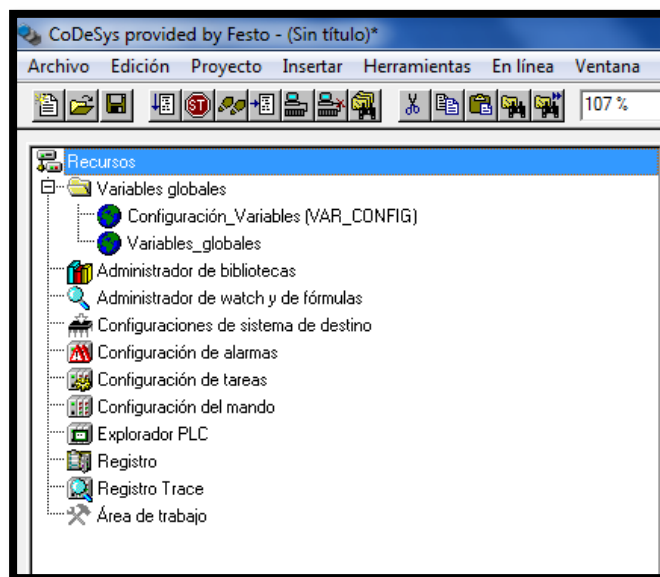 CoDeSys provided by Festo - (Sin título)*
Archivo Edición Proyecto Insertar Herramientas En línea Ventana
ST 107 %
Recursos
Variables globales
Configuración_Variables (VAR_CONFIG)
Variables_globales
Administrador de bibliotecas
Administrador de watch y de fórmulas
Configuraciones de sistema de destino
Configuración de alarmas
Configuración de tareas
Configuración del mando
Explorador PLC
Registro
Registro Trace
Área de trabajo